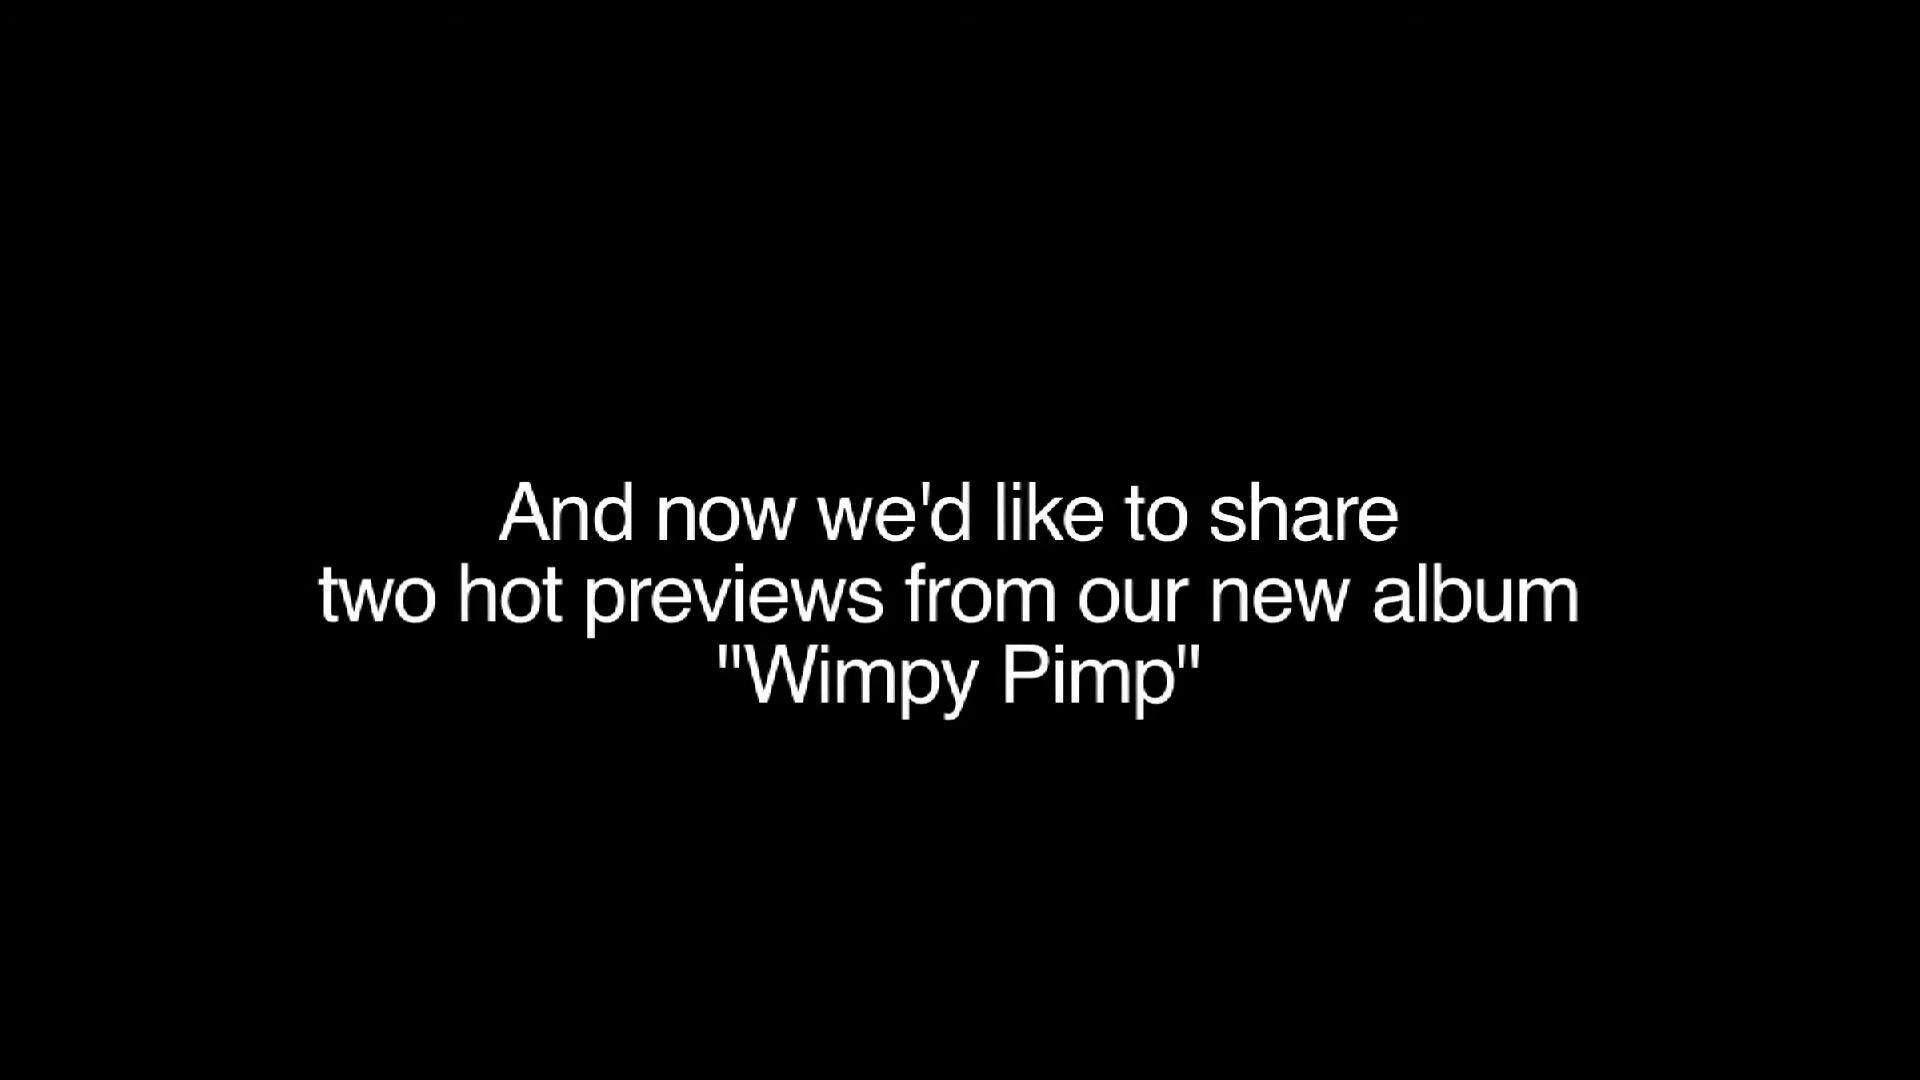 And now we'd like to share
two hot previews from our new album
"Wimpy Pimp"